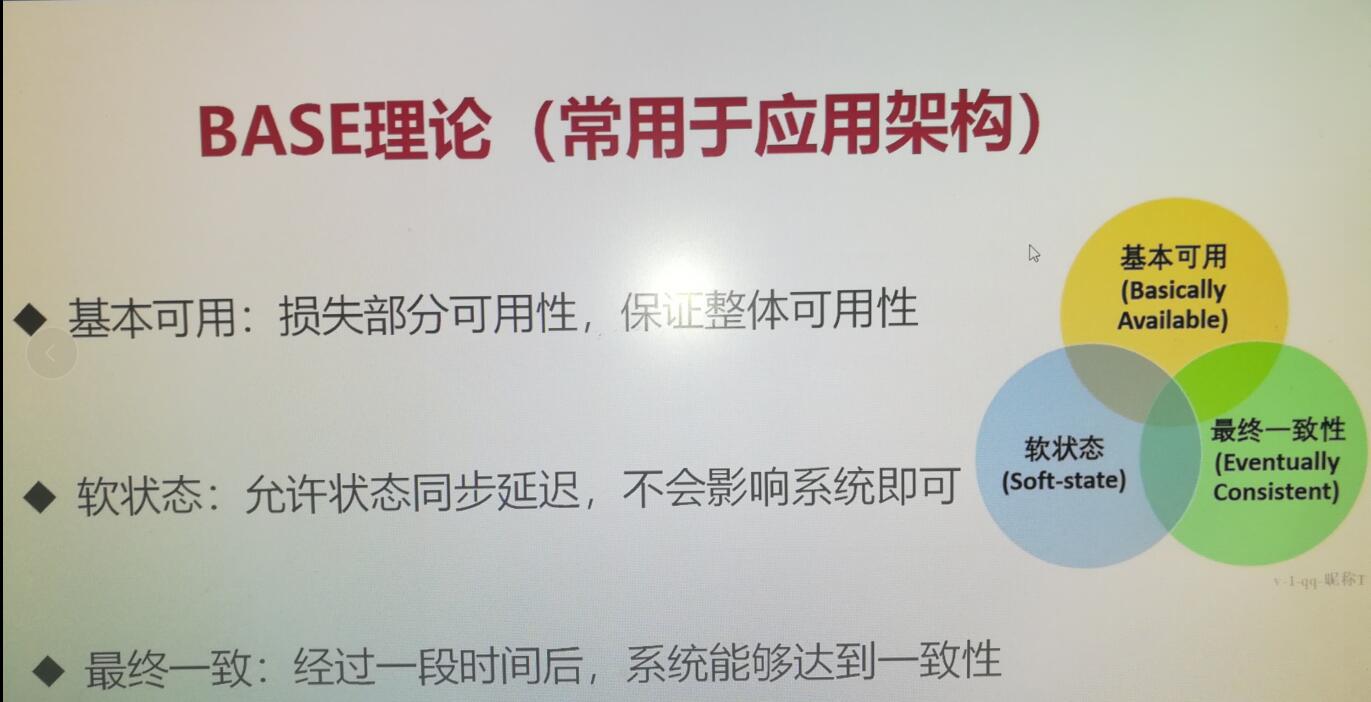 BASE理论（常用于应用架构）
◆ 基本可用：损失部分可用性，保证整体可用性
◆ 软状态：允许状态同步延迟，不会影响系统即可
◆ 最终一致：经过一段时间后，系统能够达到一致性
基本可用
(Basically
Available)
软状态
(Soft-state)
最终一致性
(Eventually
Consistent)
v-1-qq-昵称T